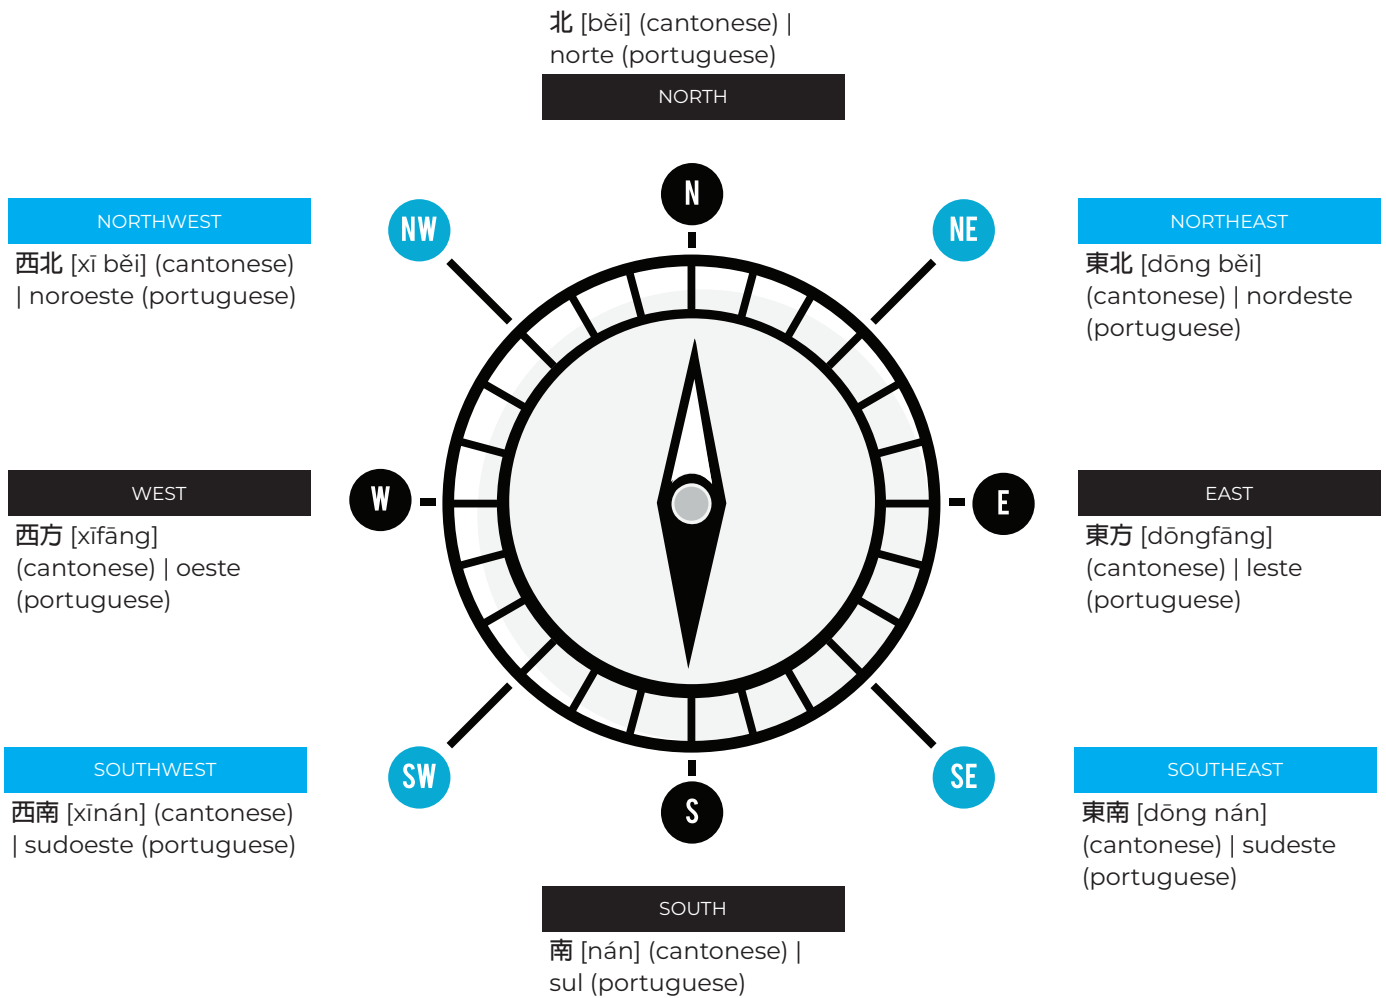 北 [běi] (cantonese) |
norte (portuguese)
NORTH
N
NW
NE
NORTHWEST
西北 [xī běi] (cantonese)
| noroeste (portuguese)
NORTHEAST
東北 [dōng běi]
(cantonese) | nordeste
(portuguese)
WEST
西方 [xīfāng]
(cantonese) | oeste
(portuguese)
W
E
EAST
東方 [dōngfāng]
(cantonese) | leste
(portuguese)
SOUTHWEST
西南 [xīnán] (cantonese)
| sudoeste (portuguese)
SW
SE
S
SOUTHEAST
東南 [dōng nán]
(cantonese) | sudeste
(portuguese)
SOUTH
南 [nán] (cantonese) |
sul (portuguese)